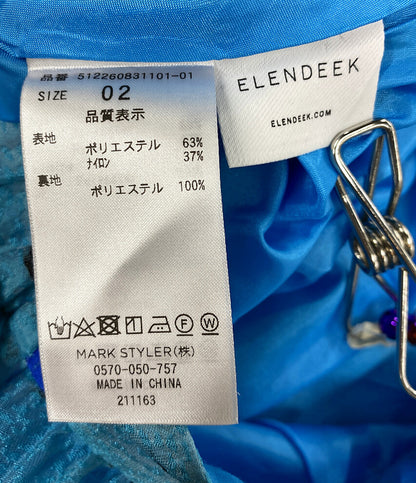 品番 512260831101-01
SIZE 02
品質表示
表地 ポリエステル 63%
ナイロン 37%
裏地 ポリエステル 100%
MARK STYLER(株)
0570-050-757
MADE IN CHINA
211163
ELENDEEK
ELENDEEK.COM